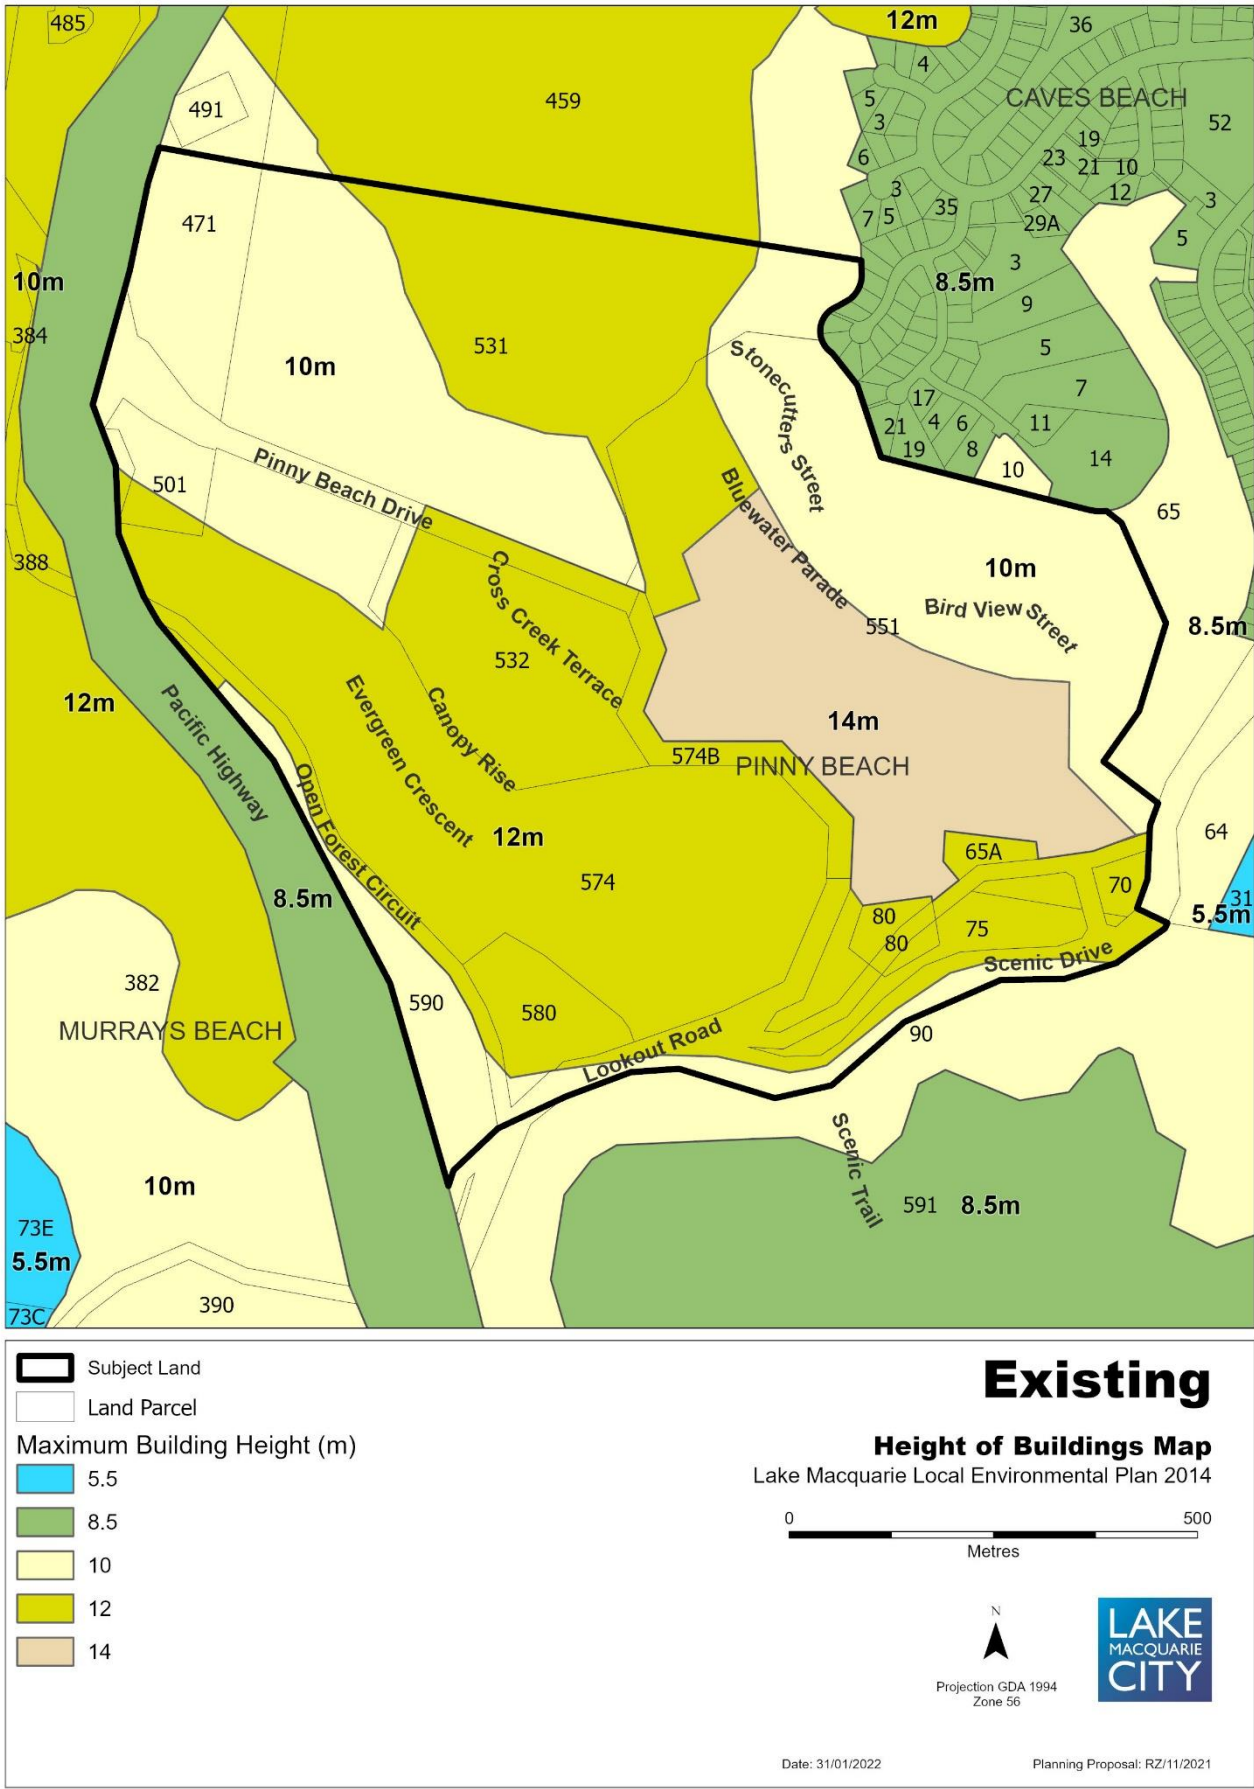 485
12m
36
4
491
459
5
CAVES BEACH
3
52
19
6
23
21
10
12
3
27
3
35
7
5
29A
471
5
3
10m
8.5m
9
384
531
5
10m
Stonecutters Street
7
17
21
4
6
11
19
8
14
10
Pinny Beach Drive
501
Bluewater Parade
65
388
Cross Creek Terrace
10m
Bird View Street
551
8.5m
532
Evergreen Crescent
Canopy Rise
12m
Pacific Highway
14m
574B
PINNY BEACH
Open Forest Circuit
12m
64
65A
574
70
8.5m
31
5.5m
80
75
80
Scenic Drive
382
590
580
MURRAYS BEACH
Lookout Road
90
Scenic Trail
10m
591
8.5m
73E
5.5m
390
73C
Subject Land
Land Parcel
Maximum Building Height (m)
5.5
8.5
10
12
14
Existing
Height of Buildings Map
Lake Macquarie Local Environmental Plan 2014
0
500
Metres
N
Projection GDA 1994
Zone 56
LAKE
MACQUARIE
CITY
Date: 31/01/2022
Planning Proposal: RZ/11/2021